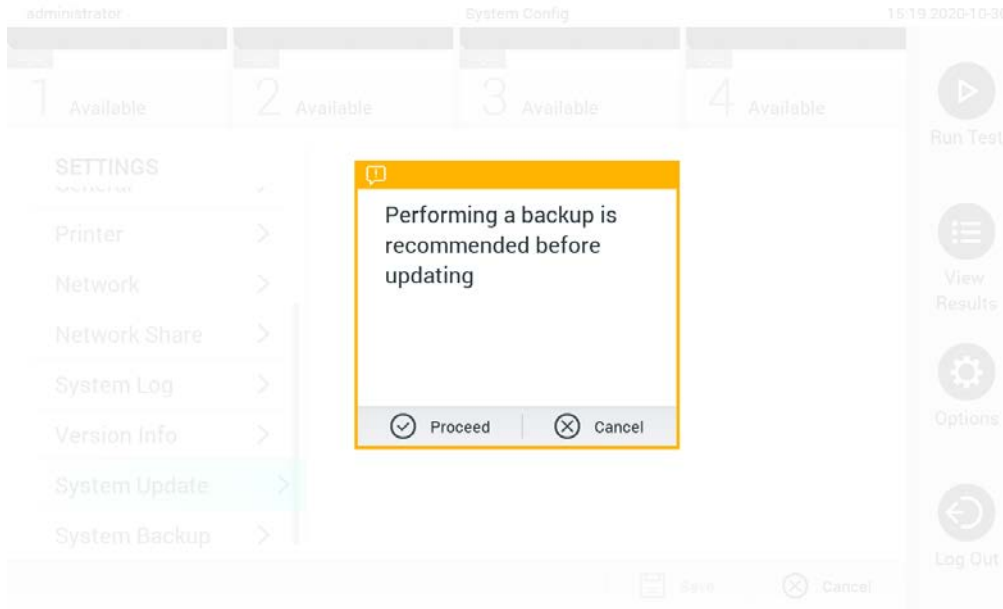 administrator
System Config
15:19 2020-10-30
1 Available
2 Available
3 Available
4 Available
Run Test
SETTINGS
General
Printer
Network
Network Share
System Log
Version Info
System Update
System Backup
Performing a backup is
recommended before
updating
Proceed
Cancel
View
Results
Options
Log Out
Save
Cancel